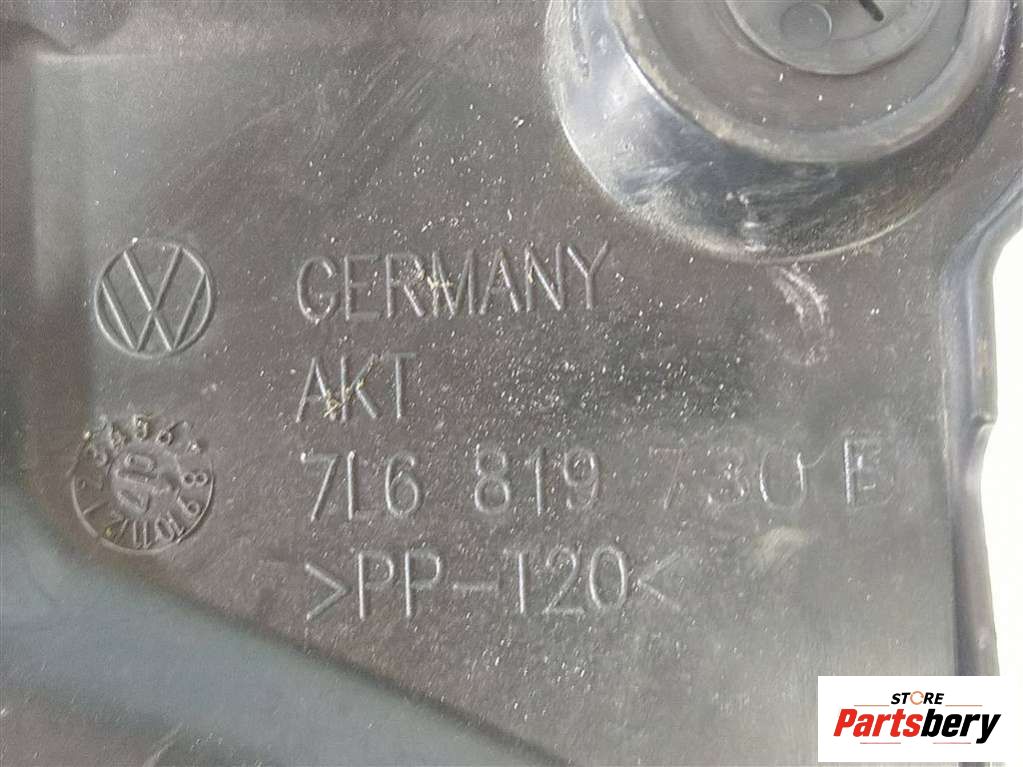 GERMANY
AKT
7L6 819 730 E
>PP-T20<
STORE
Partsbery